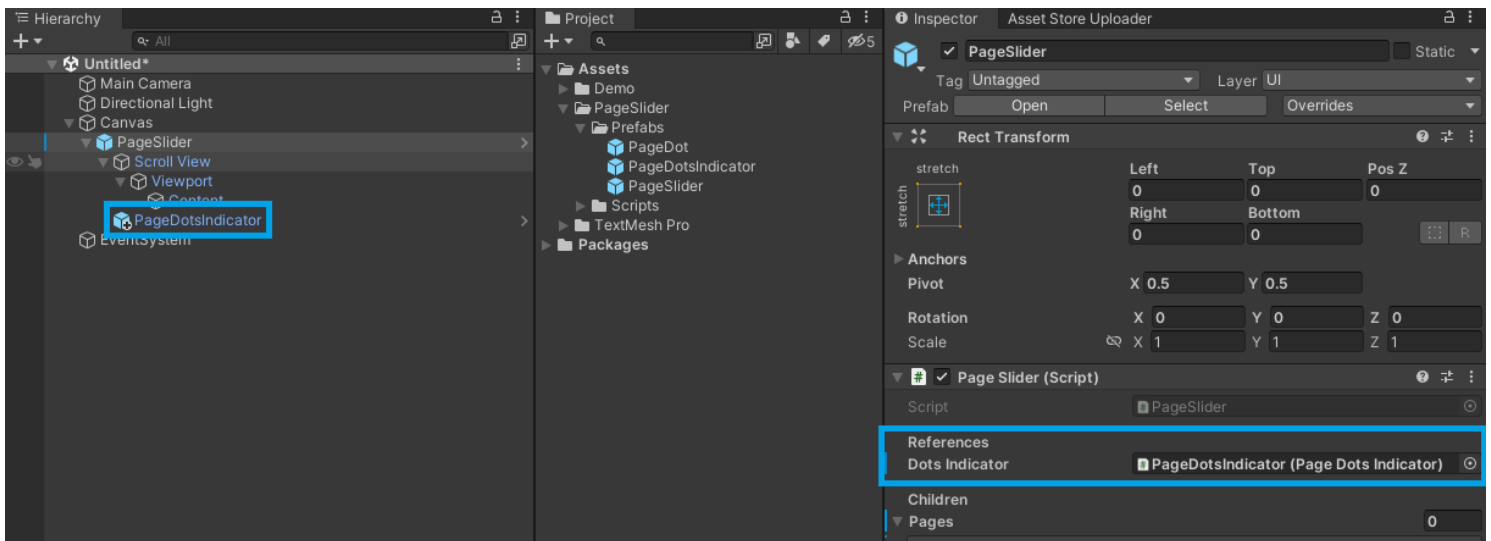 Hierarchy
All
Untitled*
Main Camera
Directional Light
Canvas
PageSlider
Scroll View
Viewport
Content
PageDotsIndicator
EventSystem
Project
5
Assets
Demo
PageSlider
Prefabs
PageDot
PageDotsIndicator
PageSlider
Scripts
TextMesh Pro
Packages
Inspector Asset Store Uploader
PageSlider Static
Tag Untagged Layer UI
Prefab Open Select Overrides
Rect Transform
stretch Left Top Pos Z
stretch 0 0 0
Right Bottom
0 0 R
Anchors
Pivot X 0.5 Y 0.5
Rotation X 0 Y 0 Z 0
Scale X 1 Y 1 Z 1
# Page Slider (Script)
Script # PageSlider
References
Dots Indicator # PageDotsIndicator (Page Dots Indicator)
Children
Pages 0